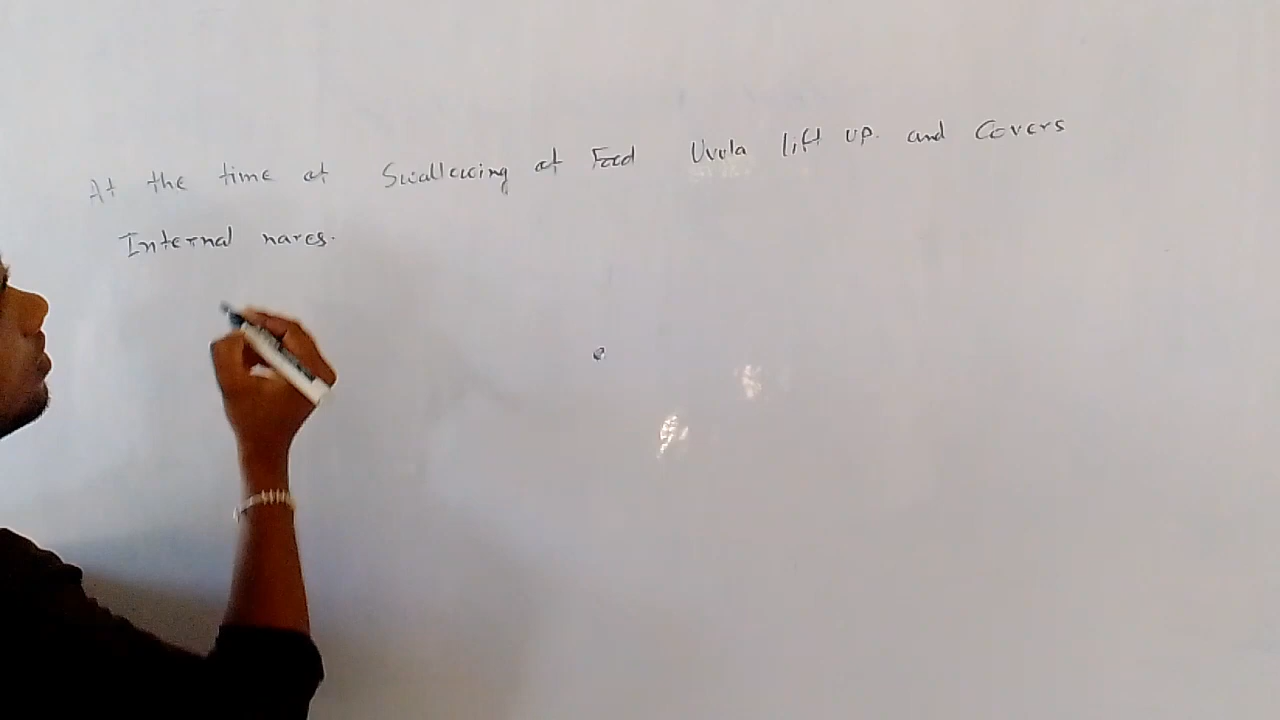 At the time of Swallowing of Food Uvula lift up. and Covers
Internal nares.